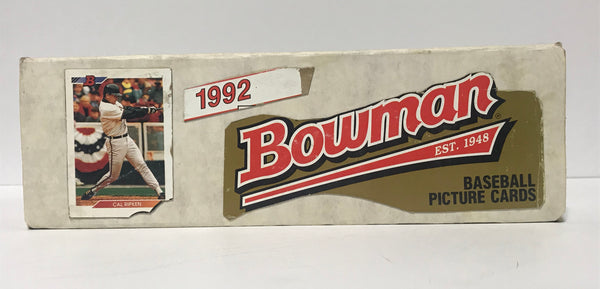 B
CAL RIPKEN
1992
Bowman®
EST. 1948
BASEBALL
PICTURE CARDS